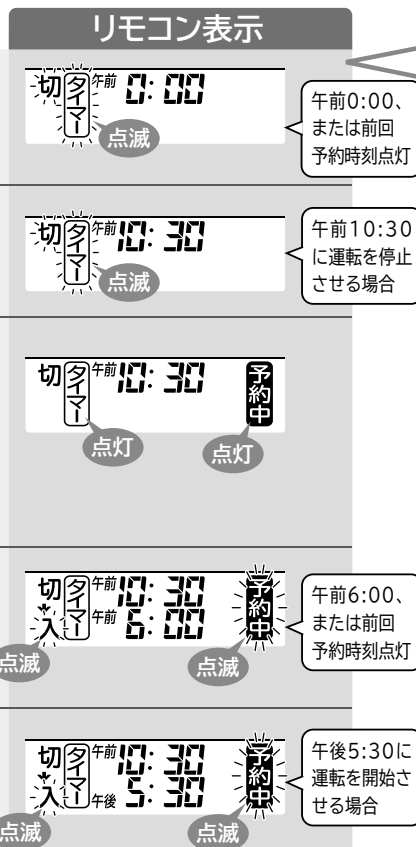 リモコン表示
切 タイマー 午前 0:00
点滅
午前0:00、
または前回
予約時刻点灯
切 タイマー 午前 10:30
点滅
午前10:30
に運転を停止
させる場合
切 タイマー 午前 10:30 予約中
点灯
点灯
切 タイマー 午前 10:30 予約中
入 午前 6:00
点滅
点滅
午前6:00、
または前回
予約時刻点灯
切 タイマー 午前 10:30 予約中
入 午後 5:30
点滅
点滅
午後5:30に
運転を開始さ
せる場合